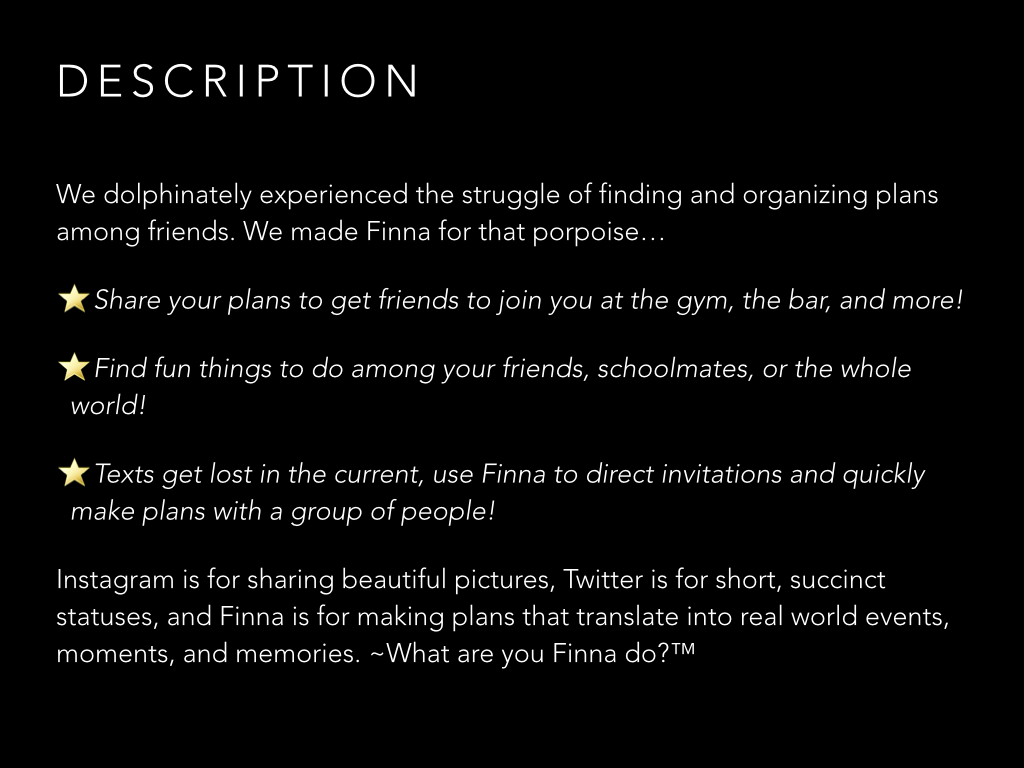 DESCRIPTION
We dolphinately experienced the struggle of finding and organizing plans
among friends. We made Finna for that porpoise…
⭐ Share your plans to get friends to join you at the gym, the bar, and more!
⭐ Find fun things to do among your friends, schoolmates, or the whole
world!
⭐ Texts get lost in the current, use Finna to direct invitations and quickly
make plans with a group of people!
Instagram is for sharing beautiful pictures, Twitter is for short, succinct
statuses, and Finna is for making plans that translate into real world events,
moments, and memories. ~What are you Finna do?™